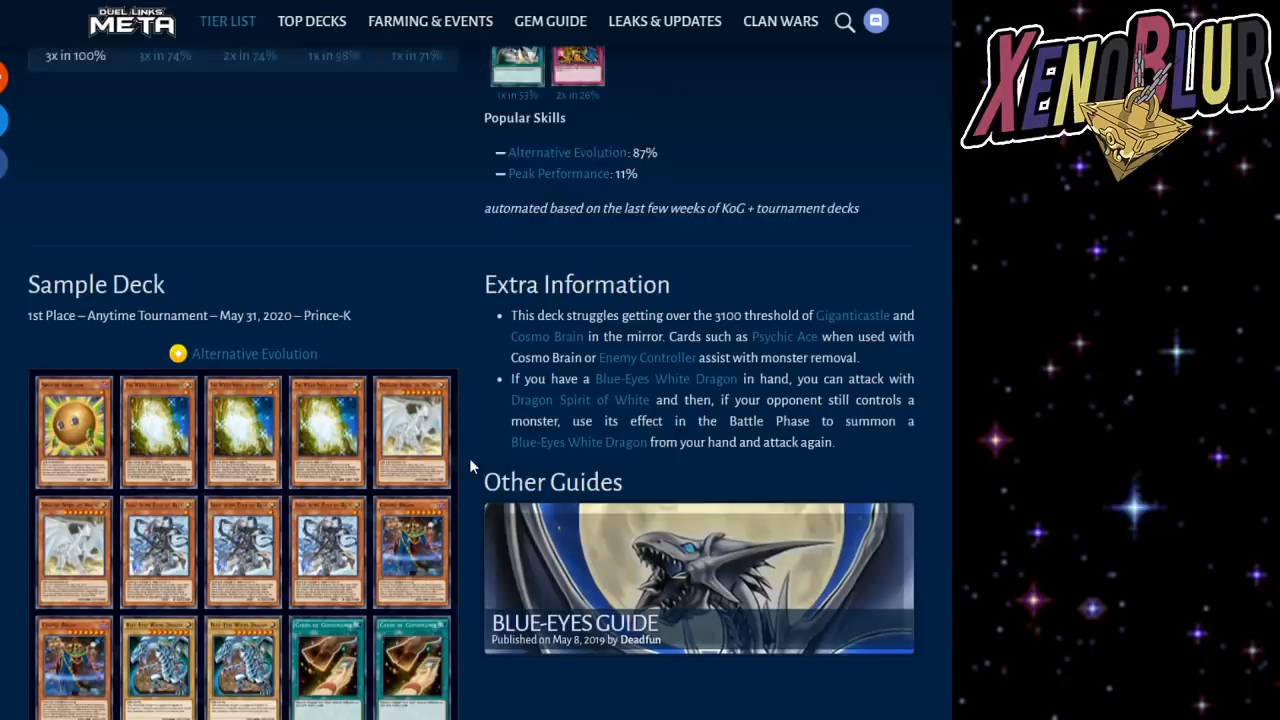 DUEL LINKS
META
TIER LIST
TOP DECKS
FARMING & EVENTS
GEM GUIDE
LEAKS & UPDATES
CLAN WARS
XENOBLUR
3x in 100%
3x in 74%
2x in 74%
1x in 88%
1x in 71%
1x in 53%
2x in 26%
Popular Skills
– Alternative Evolution: 87%
– Peak Performance: 11%
automated based on the last few weeks of KoG + tournament decks
Sample Deck
1st Place – Anytime Tournament – May 31, 2020 – Prince-K
Alternative Evolution
Extra Information
• This deck struggles getting over the 3100 threshold of Giganticastle and
Cosmo Brain in the mirror. Cards such as Psychic Ace when used with
Cosmo Brain or Enemy Controller assist with monster removal.
• If you have a Blue-Eyes White Dragon in hand, you can attack with
Dragon Spirit of White and then, if your opponent still controls a
monster, use its effect in the Battle Phase to summon a
Blue-Eyes White Dragon from your hand and attack again.
Other Guides
BLUE-EYES GUIDE
Published on May 8, 2019 by Deadfun